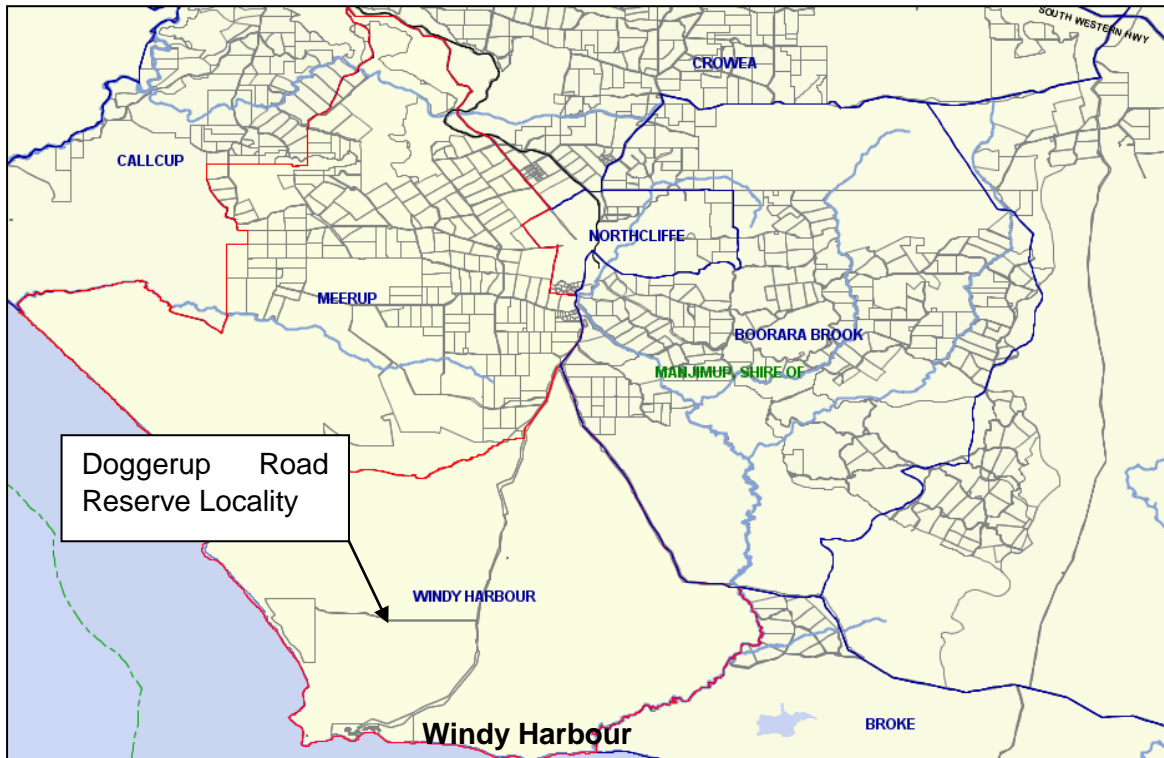 SOUTH WESTERN HWY
CROWEA
CALLCUP
NORTHCLIFFE
MEERUP
BOORARA BROOK
MANJIMUP, SHIRE OF
Doggerup Road
Reserve Locality
WINDY HARBOUR
BROKE
Windy Harbour